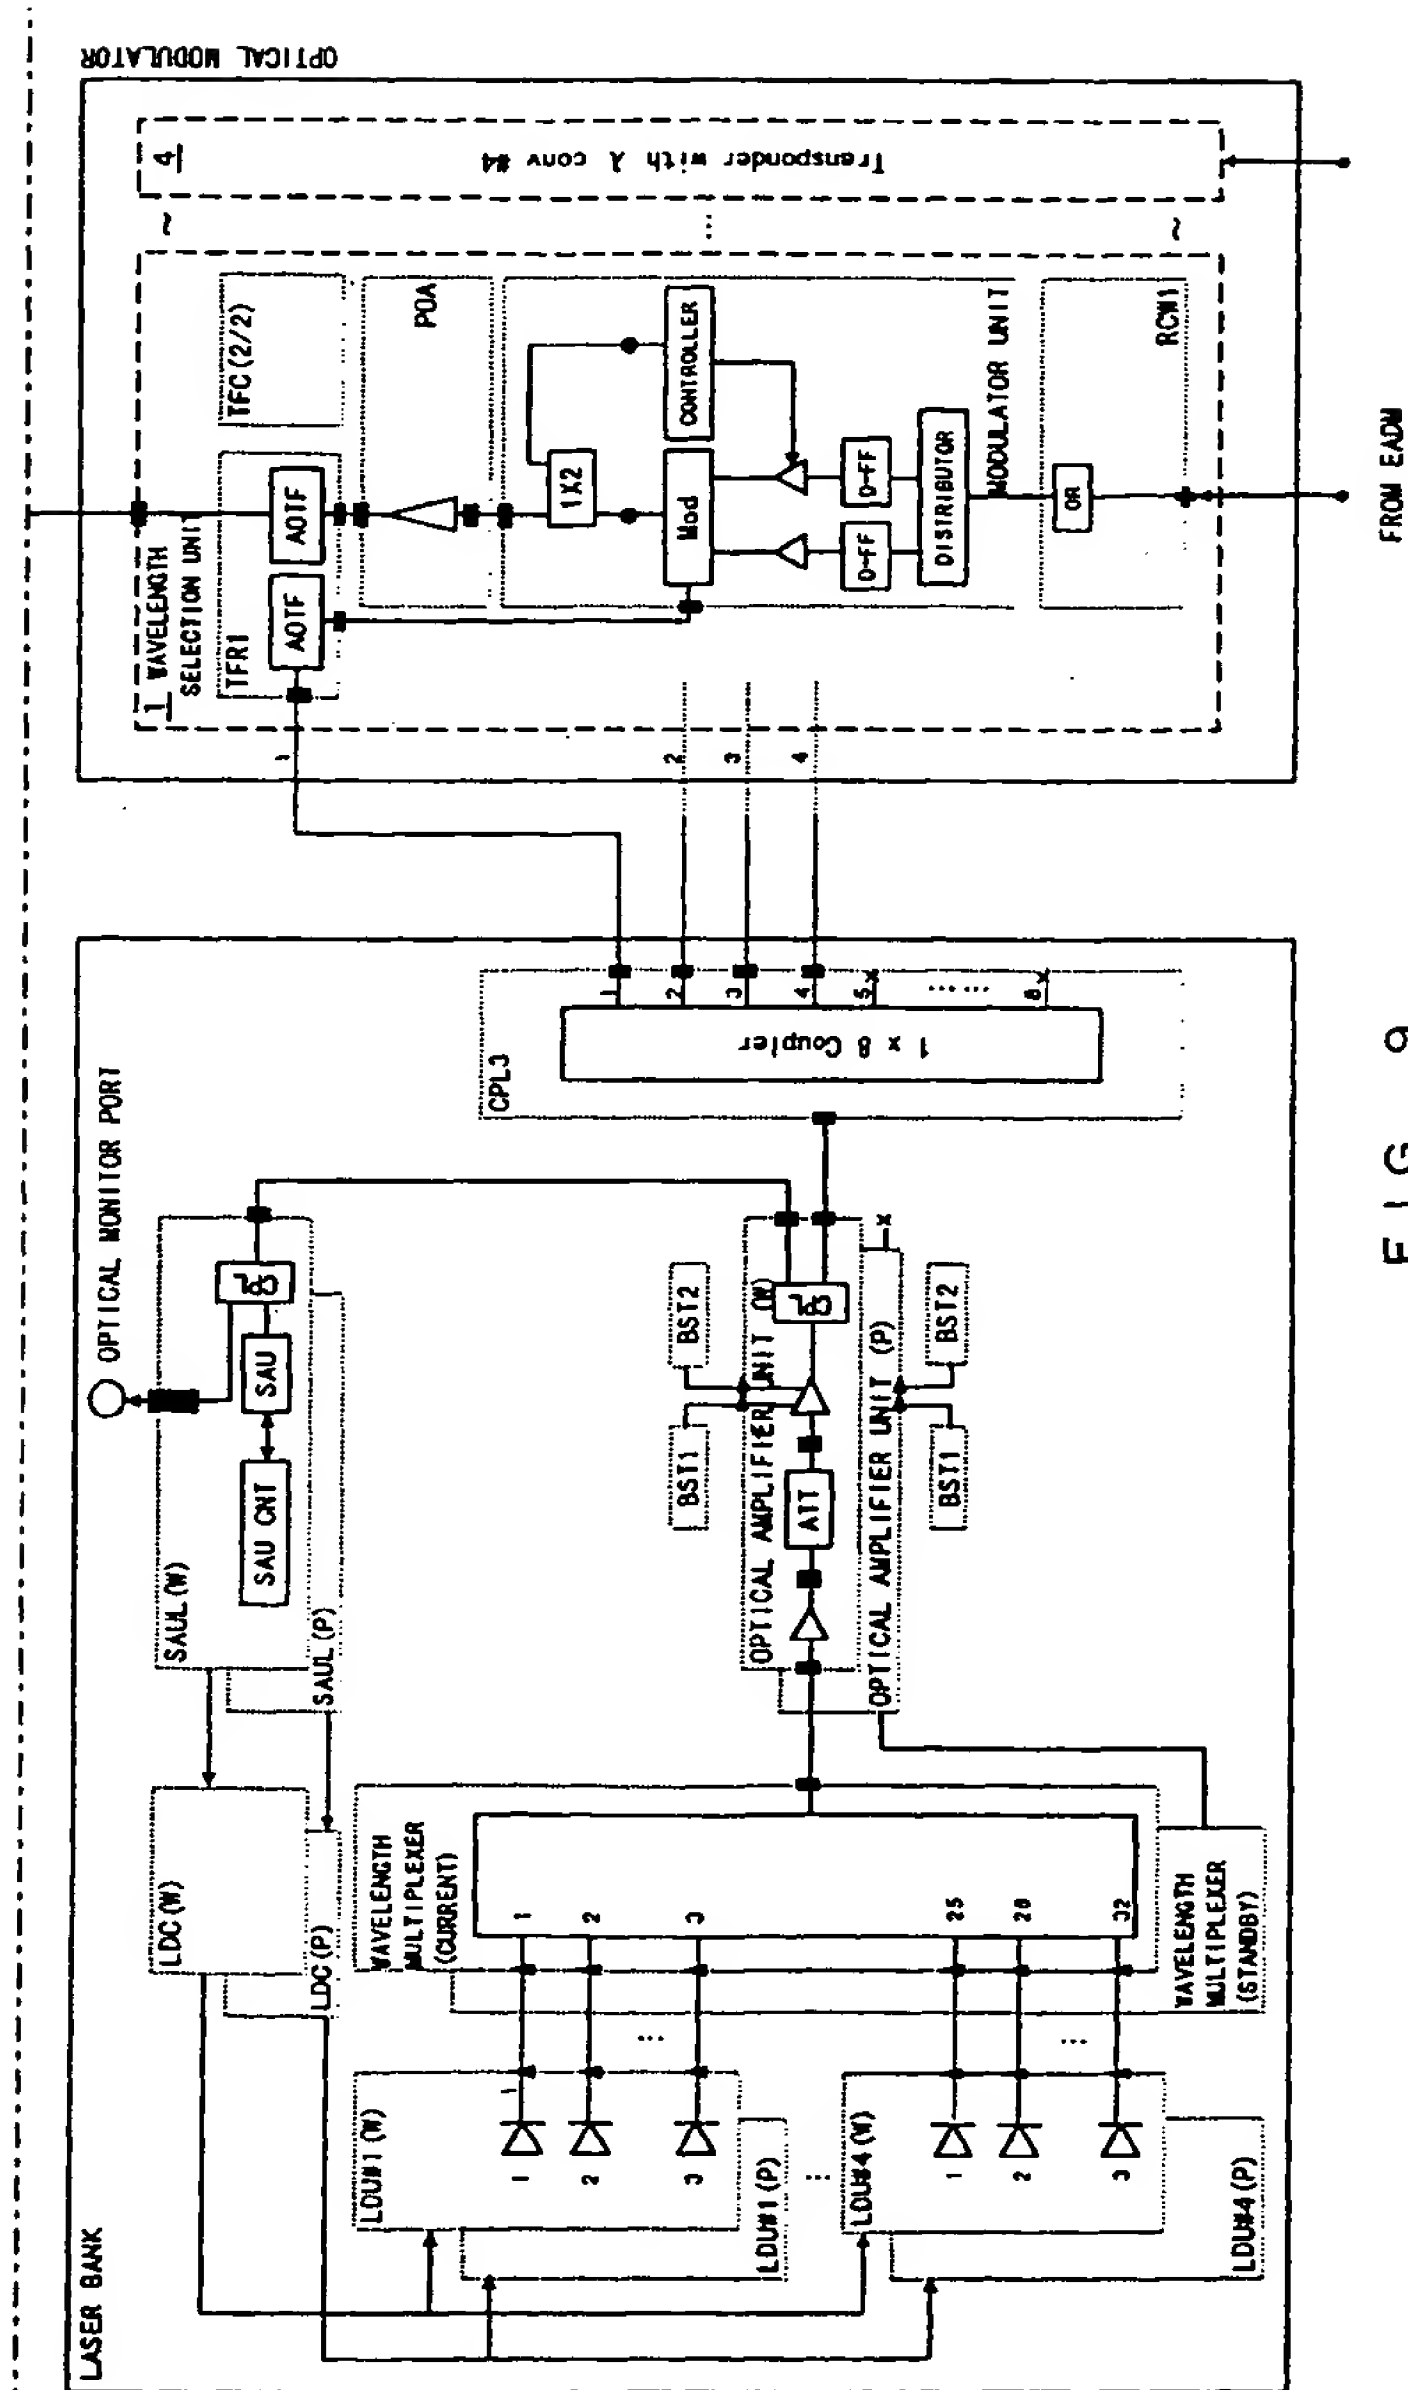 OPTICAL MODULATOR
4
Transponder with λ conv #4
~
...
~
1 WAVELENGTH
SELECTION UNIT
TFR1
AOTF
AOTF
TFC(2/2)
POA
1X2
Mod
CONTROLLER
D-FF
D-FF
DISTRIBUTOR
MODULATOR UNIT
OR
RCW1
FROM EADM
1
2
3
4
LASER BANK
OPTICAL MONITOR PORT
SAUL(W)
SAU CNT
SAU
SAUL(P)
LDC(W)
LDC(P)
CPL3
1 x 8 Coupler
1
2
3
4
5
x
......
8
x
BST1
BST2
OPTICAL AMPLIFIER UNIT (W)
ATT
OPTICAL AMPLIFIER UNIT (P)
x
BST1
BST2
WAVELENGTH
MULTIPLEXER
(CURRENT)
1
2
3
25
26
32
WAVELENGTH
MULTIPLEXER
(STANDBY)
LDU#1(W)
1
1
2
3
...
LDU#1(P)
...
LDU#4(W)
1
2
3
...
LDU#4(P)
FIG. 9